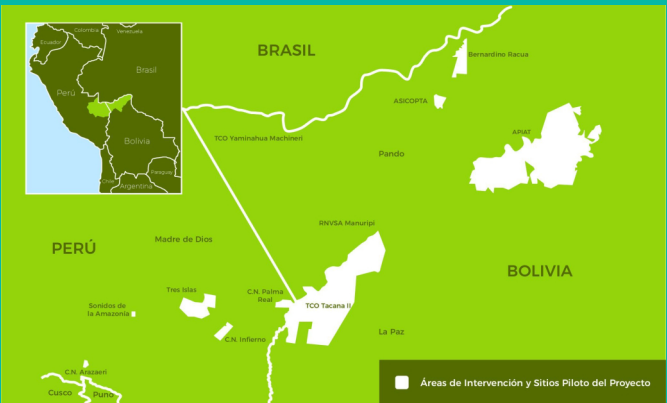 Colombia
Venezuela
Ecuador
Brasil
Perú
Bolivia
Paraguay
Chile
Argentina
BRASIL
Bernardino Racua
ASICOPTA
TCO Yaminahua Machineri
APIAT
Pando
RNVSA Manuripi
PERÚ
Madre de Dios
BOLIVIA
Tres Islas
C.N. Palma
Real
TCO Tacana II
Sonidos de
la Amazonía
C.N. Infierno
La Paz
C.N. Arazaeri
Cusco
Puno
Áreas de Intervención y Sitios Piloto del Proyecto